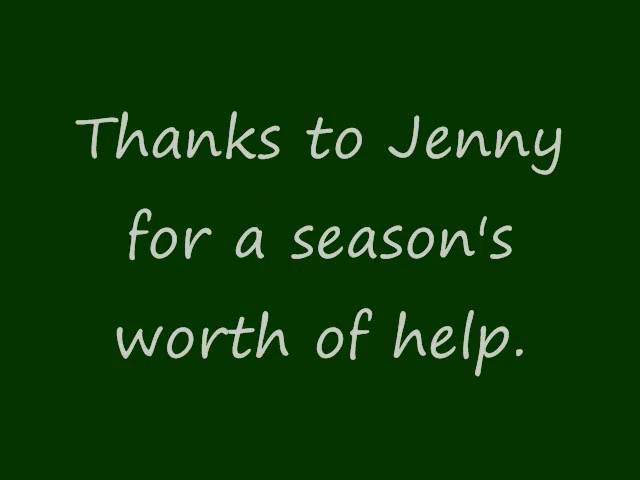 Thanks to Jenny
for a season's
worth of help.